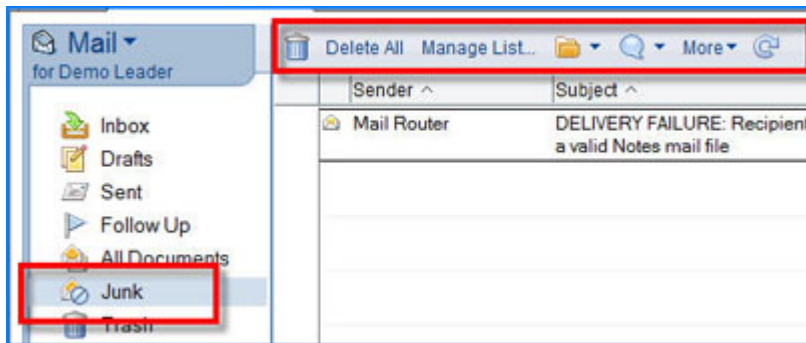 Mail
for Demo Leader
Delete All Manage List... More
Sender Subject
Mail Router DELIVERY FAILURE: Recipient
a valid Notes mail file
Inbox
Drafts
Sent
Follow Up
All Documents
Junk
Trash